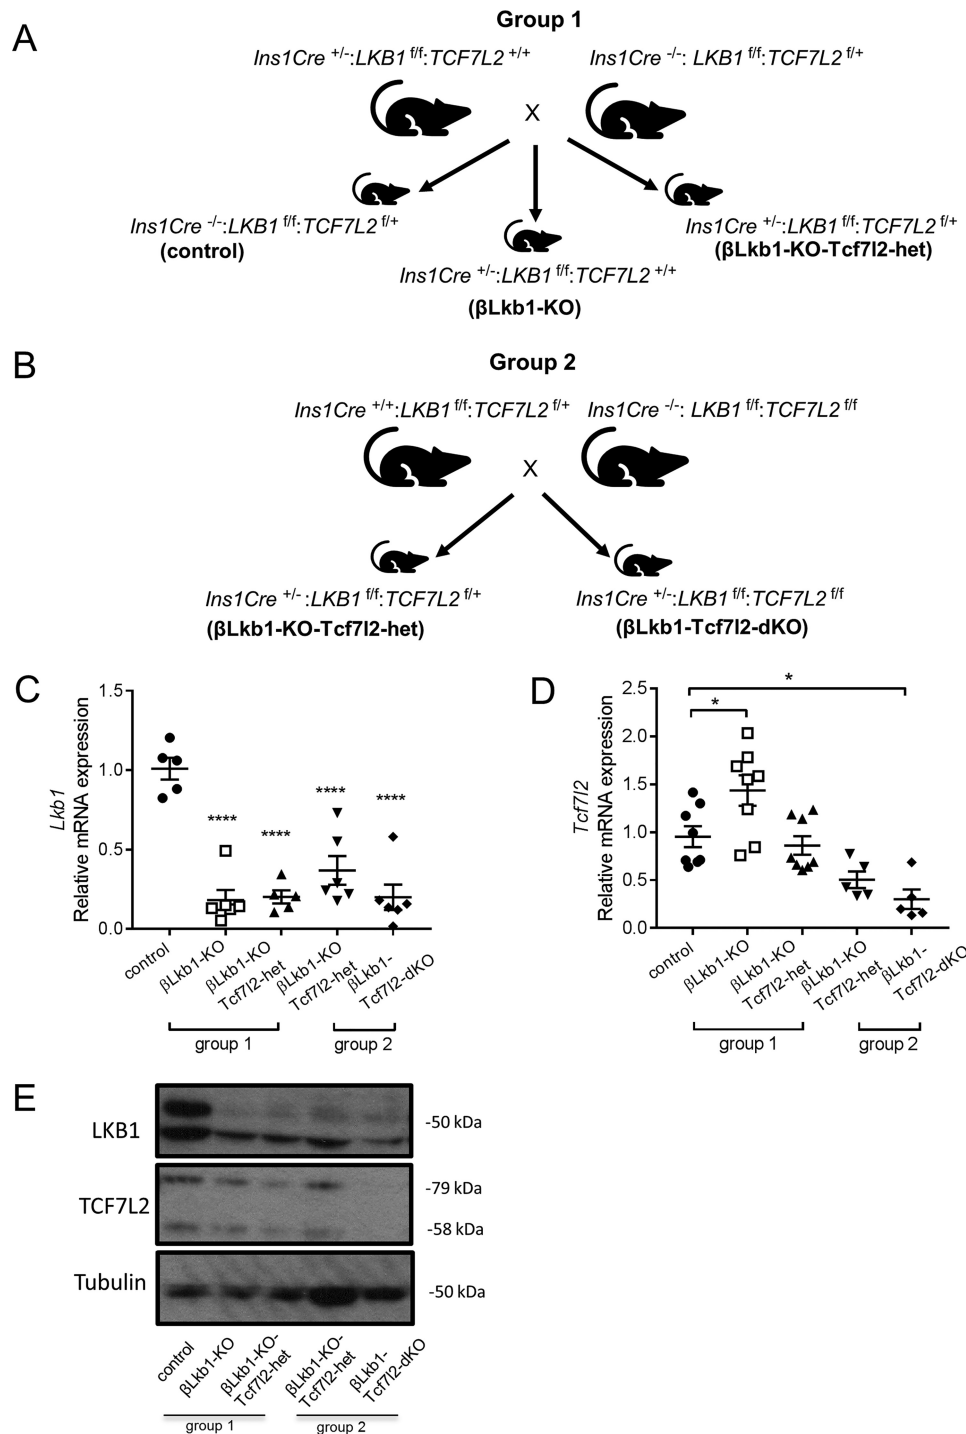 A
Group 1
Ins1Cre +/-:LKB1 f/f:TCF7L2 +/+
Ins1Cre -/-: LKB1 f/f:TCF7L2 f/+
X
Ins1Cre -/-:LKB1 f/f:TCF7L2 f/+
(control)
Ins1Cre +/-:LKB1 f/f:TCF7L2 +/+
(βLkb1-KO)
Ins1Cre +/-:LKB1 f/f:TCF7L2 f/+
(βLkb1-KO-Tcf7l2-het)
B
Group 2
Ins1Cre +/+:LKB1 f/f:TCF7L2 f/+
Ins1Cre -/-: LKB1 f/f:TCF7L2 f/f
X
Ins1Cre +/-:LKB1 f/f:TCF7L2 f/+
(βLkb1-KO-Tcf7l2-het)
Ins1Cre +/-:LKB1 f/f:TCF7L2 f/f
(βLkb1-Tcf7l2-dKO)
C
Lkb1
Relative mRNA expression
1.5
1.0
0.5
0.0
****
****
****
****
control
βLkb1-KO
βLkb1-KO
Tcf7l2-het
βLkb1-KO
Tcf7l2-het
βLkb1-
Tcf7l2-dKO
group 1
group 2
D
Tcf7l2
Relative mRNA expression
2.5
2.0
1.5
1.0
0.5
0.0
*
*
control
βLkb1-KO
βLkb1-KO
Tcf7l2-het
βLkb1-KO
Tcf7l2-het
βLkb1-
Tcf7l2-dKO
group 1
group 2
E
LKB1
-50 kDa
TCF7L2
-79 kDa
-58 kDa
Tubulin
-50 kDa
control
βLkb1-KO
βLkb1-KO-
Tcf7l2-het
βLkb1-KO-
Tcf7l2-het
βLkb1-
Tcf7l2-dKO
group 1
group 2